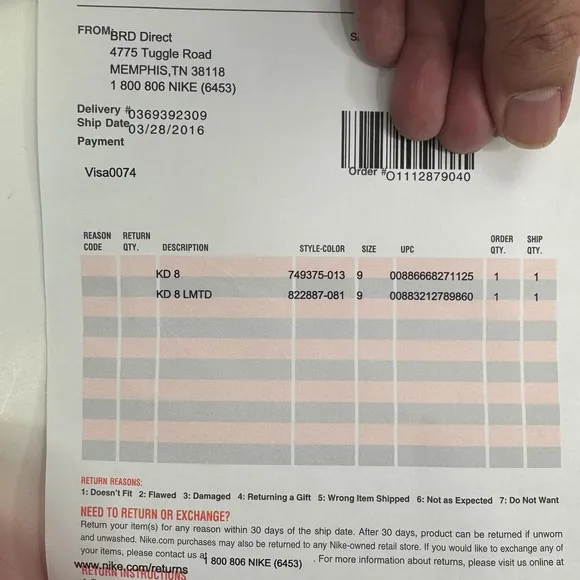 FROM: BRD Direct
4775 Tuggle Road
MEMPHIS,TN 38118
1 800 806 NIKE (6453)
Delivery # 0369392309
Ship Date 03/28/2016
Payment
Visa0074
Order # O1112879040
REASON CODE RETURN QTY. DESCRIPTION STYLE-COLOR SIZE UPC ORDER QTY. SHIP QTY.
KD 8 749375-013 9 00886668271125 1 1
KD 8 LMTD 822887-081 9 00883212789860 1 1
RETURN REASONS:
1: Doesn't Fit 2: Flawed 3: Damaged 4: Returning a Gift 5: Wrong Item Shipped 6: Not as Expected 7: Do Not Want
NEED TO RETURN OR EXCHANGE?
Return your item(s) for any reason within 30 days of the ship date. After 30 days, product can be returned if unworn
and unwashed. Nike.com purchases may also be returned to any Nike-owned retail store. If you would like to exchange any of
your items, please contact us at 1 800 806 NIKE (6453) . For more information about returns, please visit us online at
www.nike.com/returns
RETURN INSTRUCTIONS